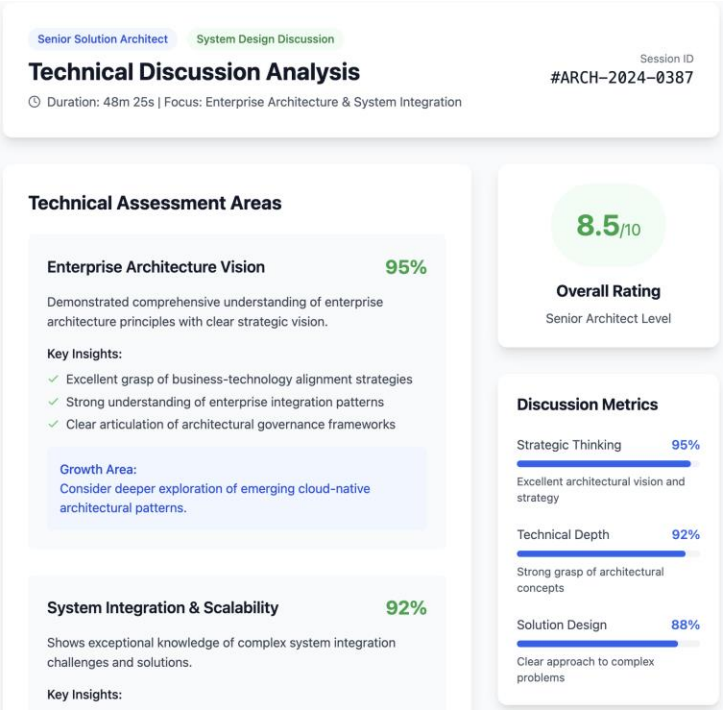 Senior Solution Architect
System Design Discussion
Technical Discussion Analysis
Duration: 48m 25s | Focus: Enterprise Architecture & System Integration
Session ID
#ARCH-2024-0387
Technical Assessment Areas
Enterprise Architecture Vision
95%
Demonstrated comprehensive understanding of enterprise
architecture principles with clear strategic vision.
Key Insights:
Excellent grasp of business-technology alignment strategies
Strong understanding of enterprise integration patterns
Clear articulation of architectural governance frameworks
Growth Area:
Consider deeper exploration of emerging cloud-native
architectural patterns.
System Integration & Scalability
92%
Shows exceptional knowledge of complex system integration
challenges and solutions.
Key Insights:
8.5/10
Overall Rating
Senior Architect Level
Discussion Metrics
Strategic Thinking
95%
Excellent architectural vision and
strategy
Technical Depth
92%
Strong grasp of architectural
concepts
Solution Design
88%
Clear approach to complex
problems